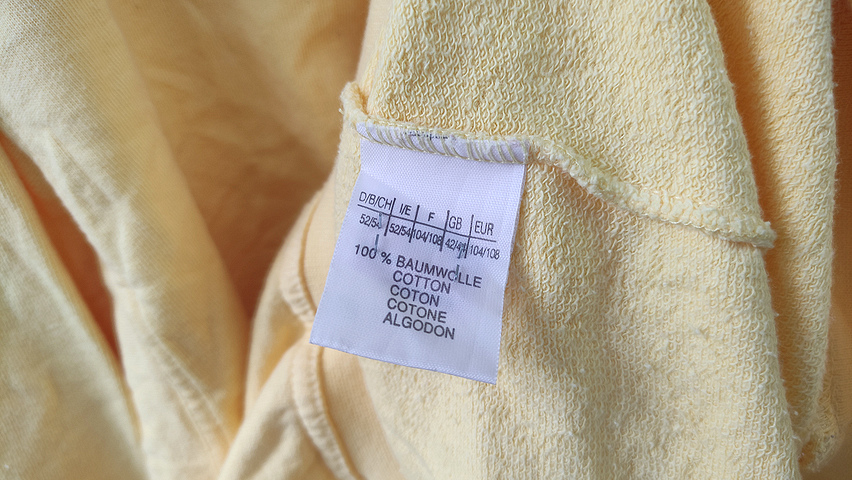 D/B/CH I/E F GB EUR
52/54 52/54 104/108 42/44 104/108
100 % BAUMWOLLE
COTTON
COTON
COTONE
ALGODON